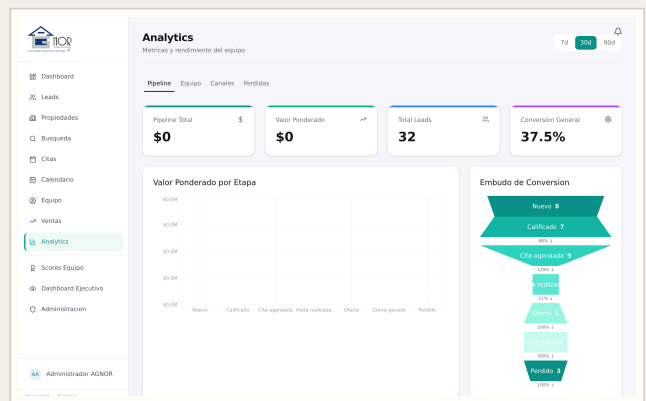 NOR
Dashboard
Leads
Propiedades
Busqueda
Citas
Calendario
Equipo
Ventas
Analytics
Scores Equipo
Dashboard Ejecutivo
Administracion
AA Administrador AGNOR
Analytics
Metricas y rendimiento del equipo
7d 30d 90d
Pipeline Equipo Canales Perdidas
Pipeline Total $
$0
Valor Ponderado
$0
Total Leads
32
Conversion General
37.5%
Valor Ponderado por Etapa
$0.0M
$0.0M
$0.0M
$0.0M
$0.0M
Nuevo Calificado Cita agendada Visita realizada Oferta Cierre ganado Perdido
Embudo de Conversion
Nuevo 8
Calificado 7
88% ↓
Cita agendada 9
129% ↓
a realiza
11% ↓
Oferta 1
100% ↓
300% ↓
Perdido 3
100% ↓